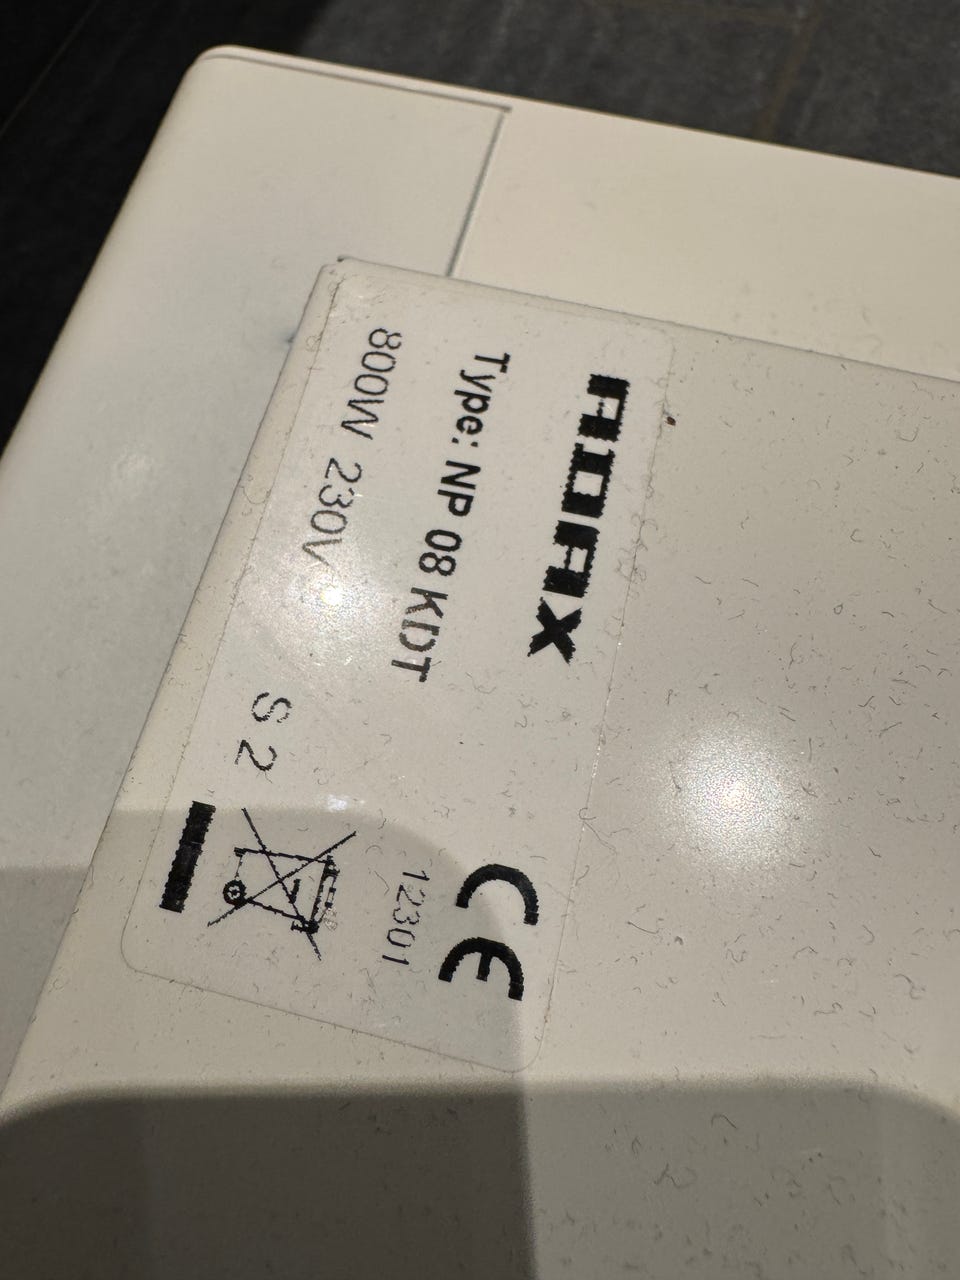 ADAX
Type: NP 08 KDT
800W 230V
S 2
CE
12301